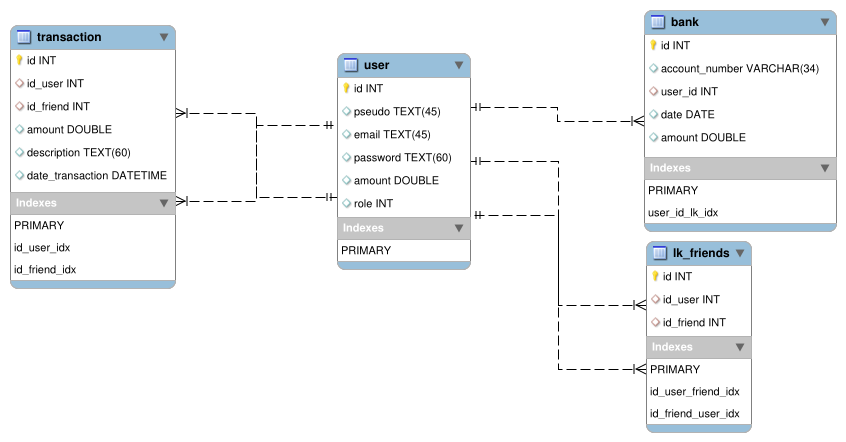 transaction
id INT
id_user INT
id_friend INT
amount DOUBLE
description TEXT(60)
date_transaction DATETIME
Indexes
PRIMARY
id_user_idx
id_friend_idx
user
id INT
pseudo TEXT(45)
email TEXT(45)
password TEXT(60)
amount DOUBLE
role INT
Indexes
PRIMARY
bank
id INT
account_number VARCHAR(34)
user_id INT
date DATE
amount DOUBLE
Indexes
PRIMARY
user_id_lk_idx
lk_friends
id INT
id_user INT
id_friend INT
Indexes
PRIMARY
id_user_friend_idx
id_friend_user_idx